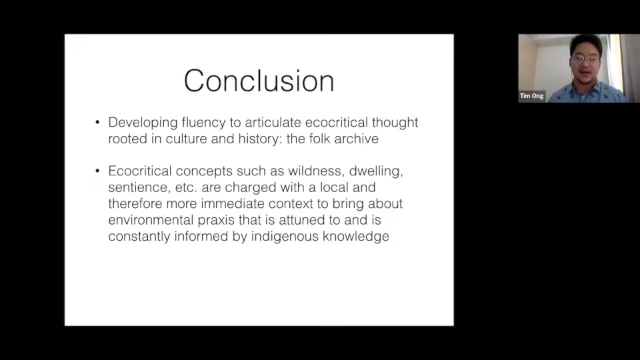 Conclusion
• Developing fluency to articulate ecocritical thought
rooted in culture and history: the folk archive
• Ecocritical concepts such as wildness, dwelling,
sentience, etc. are charged with a local and
therefore more immediate context to bring about
environmental praxis that is attuned to and is
constantly informed by indigenous knowledge
Tim Ong